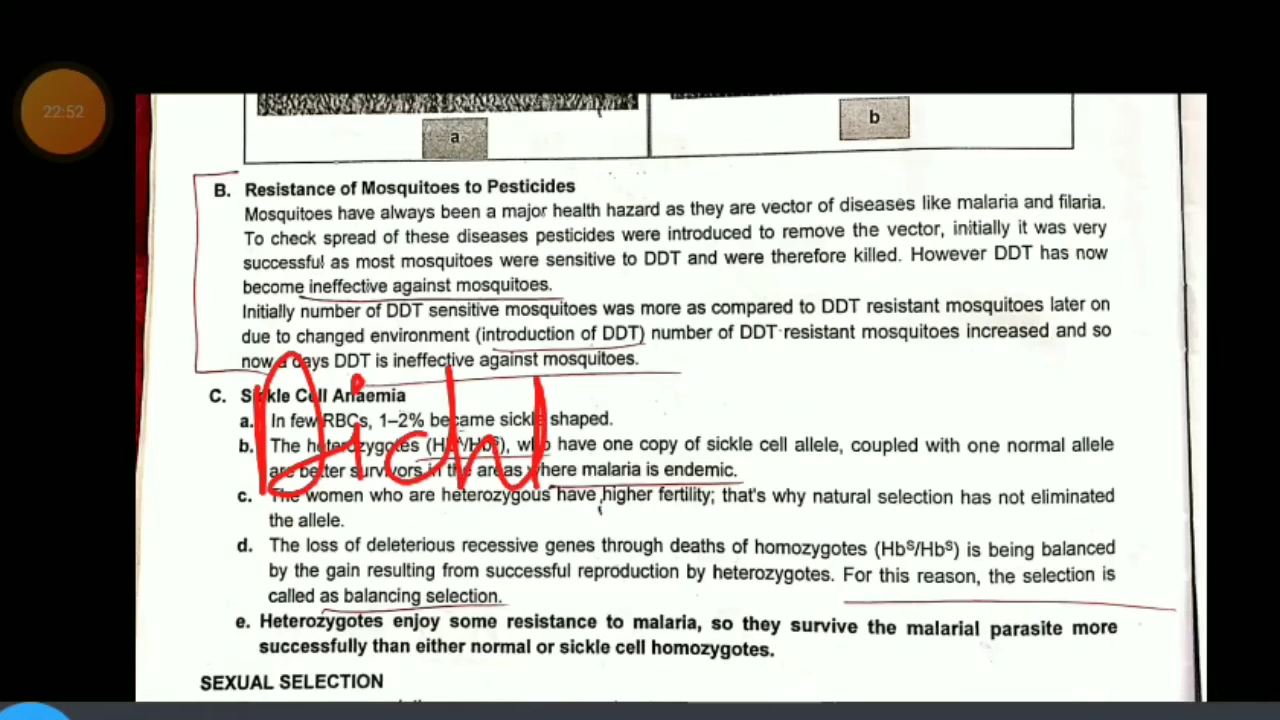 22:52
a
b
B. Resistance of Mosquitoes to Pesticides
Mosquitoes have always been a major health hazard as they are vector of diseases like malaria and filaria.
To check spread of these diseases pesticides were introduced to remove the vector, initially it was very
successful as most mosquitoes were sensitive to DDT and were therefore killed. However DDT has now
become ineffective against mosquitoes.
Initially number of DDT sensitive mosquitoes was more as compared to DDT resistant mosquitoes later on
due to changed environment (introduction of DDT) number of DDT resistant mosquitoes increased and so
now a days DDT is ineffective against mosquitoes.
C. Sickle Cell Anaemia
a. In few RBCs, 1–2% became sickle shaped.
b. The heterozygotes (Hbᴬ/Hbˢ), who have one copy of sickle cell allele, coupled with one normal allele
are better survivors in the areas where malaria is endemic.
c. The women who are heterozygous have higher fertility; that's why natural selection has not eliminated
the allele.
d. The loss of deleterious recessive genes through deaths of homozygotes (Hbˢ/Hbˢ) is being balanced
by the gain resulting from successful reproduction by heterozygotes. For this reason, the selection is
called as balancing selection.
e. Heterozygotes enjoy some resistance to malaria, so they survive the malarial parasite more
successfully than either normal or sickle cell homozygotes.
SEXUAL SELECTION